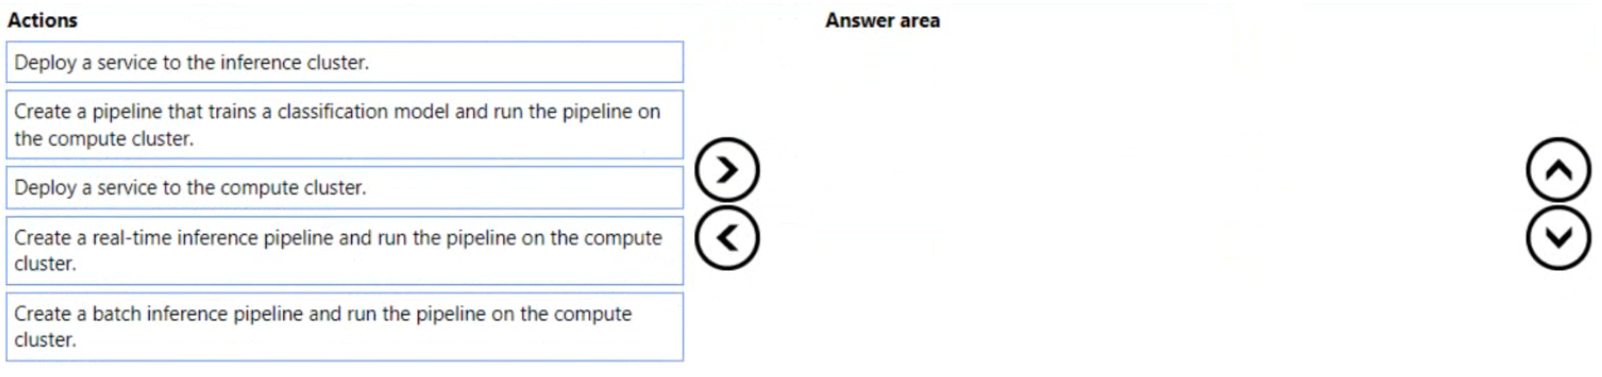 Actions
Answer area
Deploy a service to the inference cluster.
Create a pipeline that trains a classification model and run the pipeline on
the compute cluster.
Deploy a service to the compute cluster.
Create a real-time inference pipeline and run the pipeline on the compute
cluster.
Create a batch inference pipeline and run the pipeline on the compute
cluster.